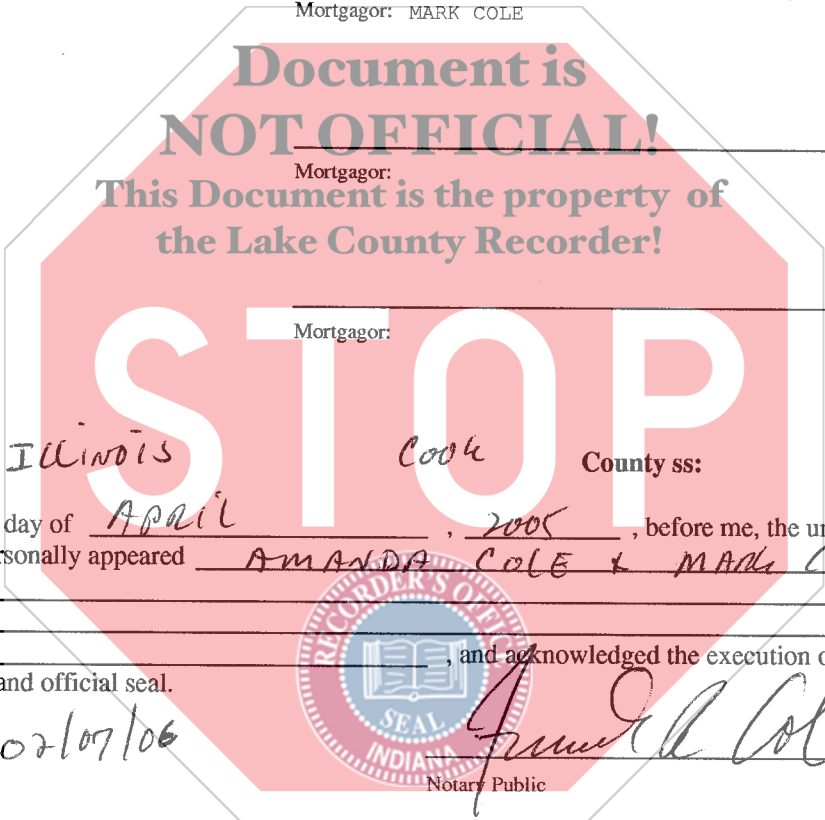 Mortgagor: MARK COLE
Document is
NOT OFFICIAL!
Mortgagor:
This Document is the property of
the Lake County Recorder!
STOP
Mortgagor:
Illinois Cook County ss:
day of April , 2005 , before me, the un
rsonally appeared AMANDA COLE & MARK C
, and acknowledged the execution o
and official seal.
RECORDER'S OFFICE
SEAL
INDIANA
02/07/06
Notary Public